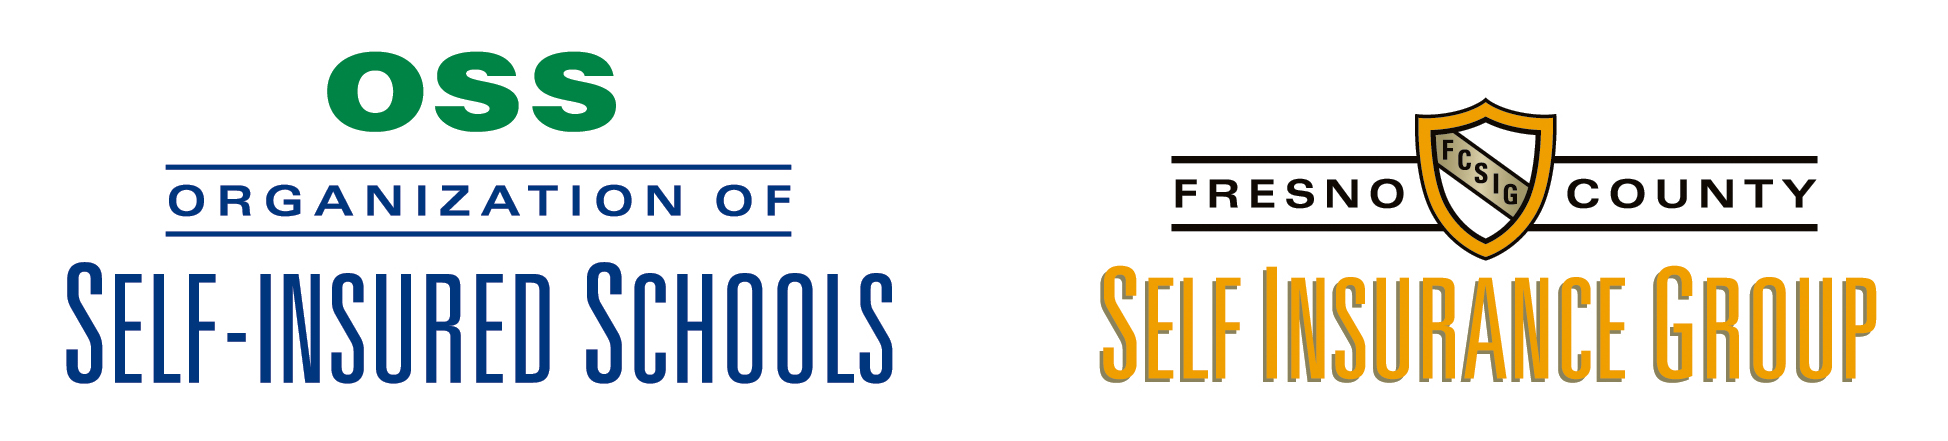 OSS
ORGANIZATION OF
SELF-INSURED SCHOOLS
FRESNO FCSIG COUNTY
SELF INSURANCE GROUP